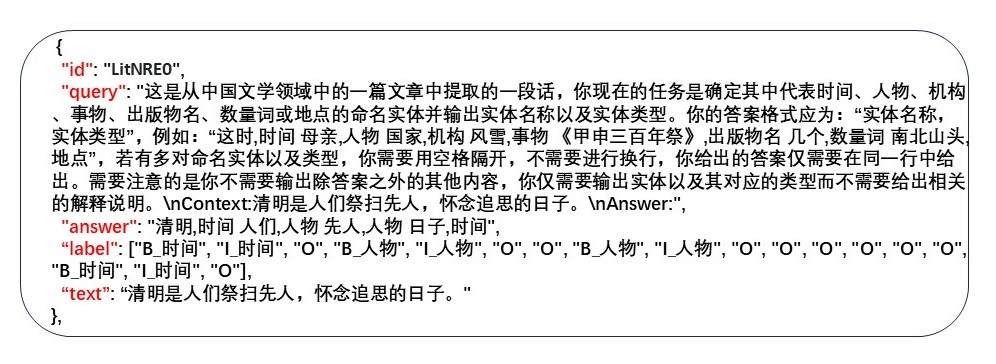 {
"id": "LitNRE0",
"query": "这是从中国文学领域中的一篇文章中提取的一段话，你现在的任务是确定其中代表时间、人物、机构
、事物、出版物名、数量词或地点的命名实体并输出实体名称以及实体类型。你的答案格式应为：“实体名称，
实体类型”，例如：“这时,时间 母亲,人物 国家,机构 风雪,事物 《甲申三百年祭》,出版物名 几个,数量词 南北山头,
地点”，若有多对命名实体以及类型，你需要用空格隔开，不需要进行换行，你给出的答案仅需要在同一行中给
出。需要注意的是你不需要输出除答案之外的其他内容，你仅需要输出实体以及其对应的类型而不需要给出相关
的解释说明。\nContext:清明是人们祭扫先人，怀念追思的日子。\nAnswer:",
"answer": "清明,时间 人们,人物 先人,人物 日子,时间",
“label": ["B_时间", "I_时间", "O", "B_人物", "I_人物", "O", "O", "B_人物", "I_人物", "O", "O", "O", "O", "O", "O",
"B_时间", "I_时间", "O"],
“text”: “清明是人们祭扫先人，怀念追思的日子。"
},